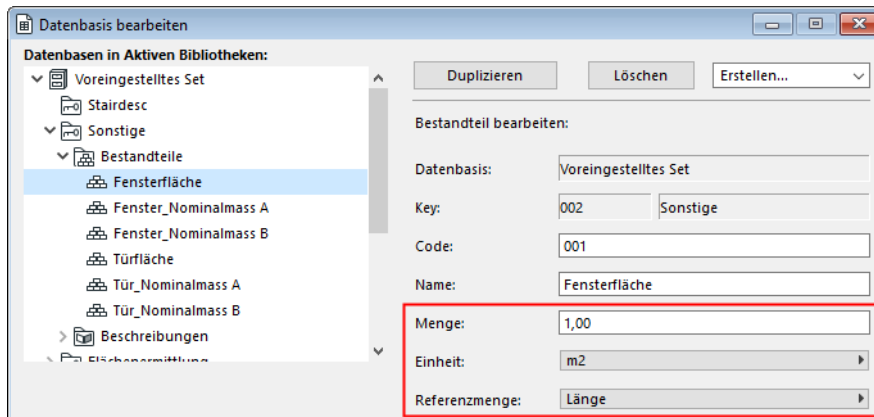 Datenbasis bearbeiten
Datenbasen in Aktiven Bibliotheken:
Voreingestelltes Set
Stairdesc
Sonstige
Bestandteile
Fensterfläche
Fenster_Nominalmass A
Fenster_Nominalmass B
Türfläche
Tür_Nominalmass A
Tür_Nominalmass B
Beschreibungen
Flächenermittlung
Duplizieren Löschen Erstellen...
Bestandteil bearbeiten:
Datenbasis: Voreingestelltes Set
Key: 002 Sonstige
Code: 001
Name: Fensterfläche
Menge: 1,00
Einheit: m2
Referenzmenge: Länge